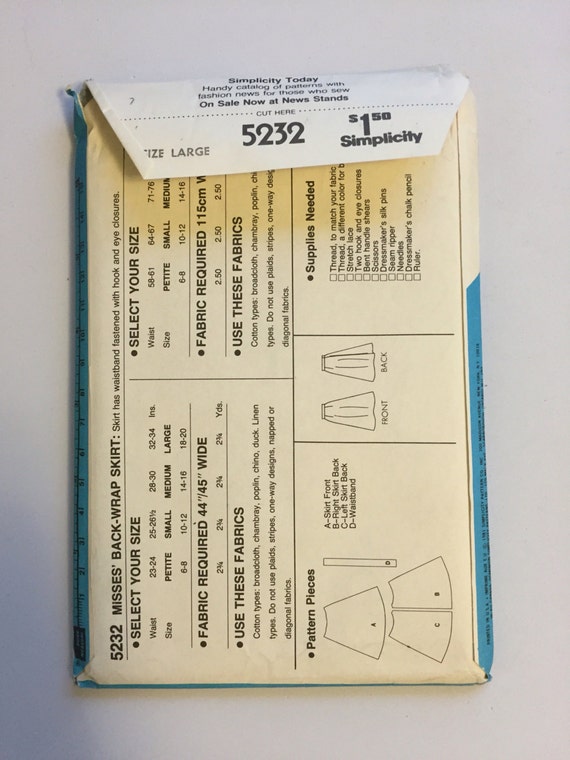 Simplicity Today
Handy catalog of patterns with
fashion news for those who sew
On Sale Now at News Stands
CUT HERE
5232
$1.50
Simplicity
IZE LARGE
5232 MISSES' BACK-WRAP SKIRT: Skirt has waistband fastened with hook and eye closures.
• SELECT YOUR SIZE
Waist 23-24 25-26½ 28-30 32-34 Ins.
Size PETITE SMALL MEDIUM LARGE
6-8 10-12 14-16 18-20
• FABRIC REQUIRED 44"/45" WIDE
2¾ 2¾ 2¾ 2¾ Yds.
• USE THESE FABRICS
Cotton types: broadcloth, chambray, poplin, chino, duck. Linen
types. Do not use plaids, stripes, one-way designs, napped or
diagonal fabrics.
• SELECT YOUR SIZE
Waist 58-61 64-67 71-76
Size PETITE SMALL MEDIUM
6-8 10-12 14-16
• FABRIC REQUIRED 115cm W
2.50 2.50 2.50
• USE THESE FABRICS
Cotton types: broadcloth, chambray, poplin, chi
types. Do not use plaids, stripes, one-way desig
diagonal fabrics.
• Pattern Pieces
A–Skirt Front
B–Right Skirt Back
C–Left Skirt Back
D–Waistband
A
D
B
C
FRONT
BACK
• Supplies Needed
Thread, to match your fabric
Thread, a different color for b
Stretch lace
Two hook and eye closures
Bent handle shears
Scissors
Dressmaker's silk pins
Seam ripper
Needles
Dressmaker's chalk pencil
Ruler.